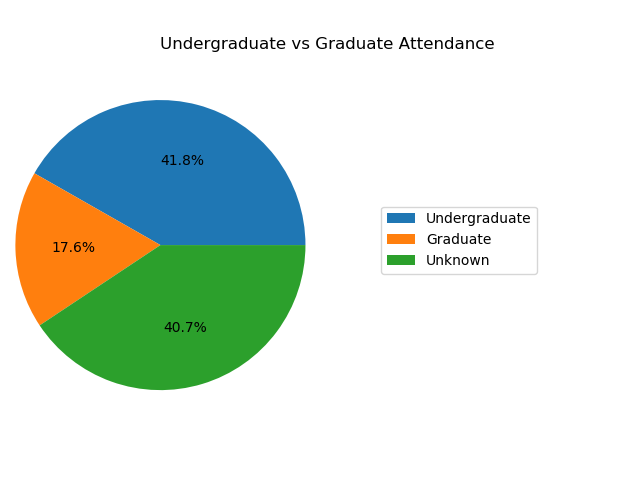 Undergraduate vs Graduate Attendance
41.8%
17.6%
40.7%
Undergraduate
Graduate
Unknown